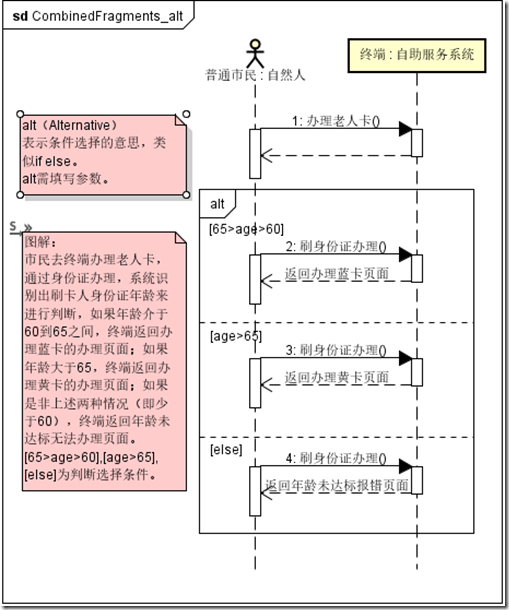 sd CombinedFragments_alt
普通市民 : 自然人
终端 : 自助服务系统
alt（Alternative）
表示条件选择的意思，类
似if else。
alt需填写参数。
1: 办理老人卡()
alt
[65>age>60]
2: 刷身份证办理()
返回办理蓝卡页面
[age>65]
3: 刷身份证办理()
返回办理黄卡页面
[else]
4: 刷身份证办理()
返回年龄未达标报错页面
S
图解：
市民去终端办理老人卡，
通过身份证办理，系统识
别出刷卡人身份证年龄来
进行判断，如果年龄介于
60到65之间，终端返回办
理蓝卡的办理页面；如果
年龄大于65，终端返回办
理黄卡的办理页面；如果
是非上述两种情况（即少
于60），终端返回年龄未
达标无法办理页面。
[65>age>60],[age>65],
[else]为判断选择条件。